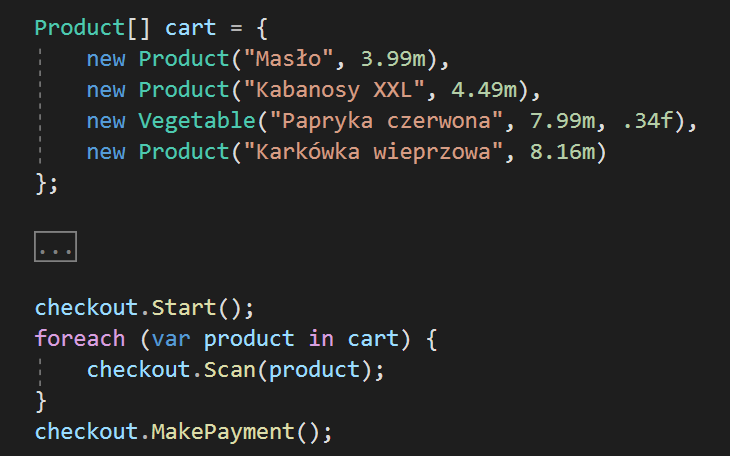 Product[] cart = {
    new Product("Masło", 3.99m),
    new Product("Kabanosy XXL", 4.49m),
    new Vegetable("Papryka czerwona", 7.99m, .34f),
    new Product("Karkówka wieprzowa", 8.16m)
};
...
checkout.Start();
foreach (var product in cart) {
    checkout.Scan(product);
}
checkout.MakePayment();